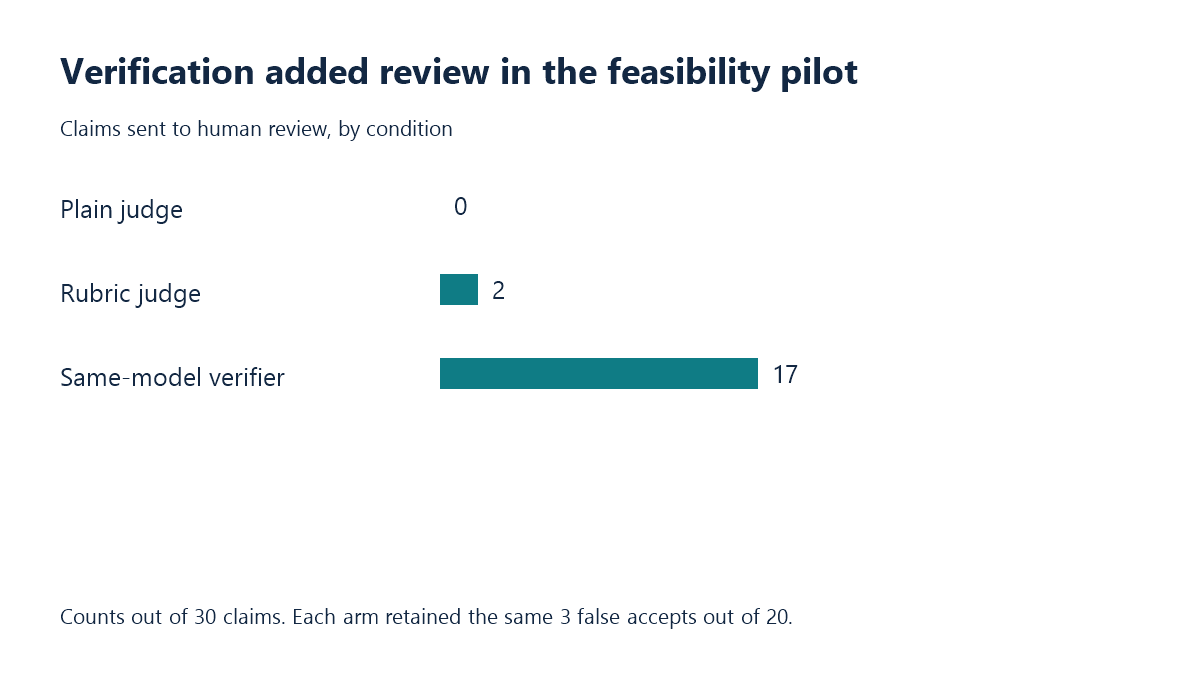 Verification added review in the feasibility pilot
Claims sent to human review, by condition
Plain judge 0
Rubric judge 2
Same-model verifier 17
Counts out of 30 claims. Each arm retained the same 3 false accepts out of 20.